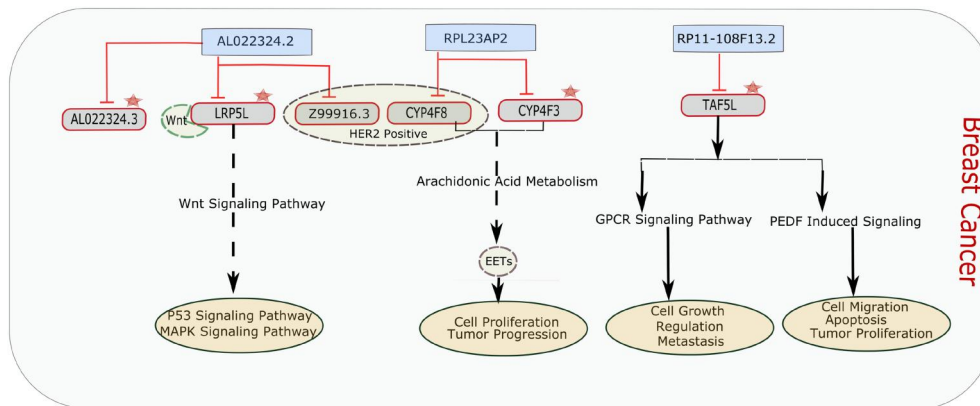 AL022324.2
RPL23AP2
RP11-108F13.2
AL022324.3
Wnt
LRP5L
Z99916.3
CYP4F8
HER2 Positive
CYP4F3
TAF5L
Breast Cancer
Wnt Signaling Pathway
Arachidonic Acid Metabolism
GPCR Signaling Pathway
PEDF Induced Signaling
EETs
P53 Signaling Pathway
MAPK Signaling Pathway
Cell Proliferation
Tumor Progression
Cell Growth
Regulation
Metastasis
Cell Migration
Apoptosis
Tumor Proliferation